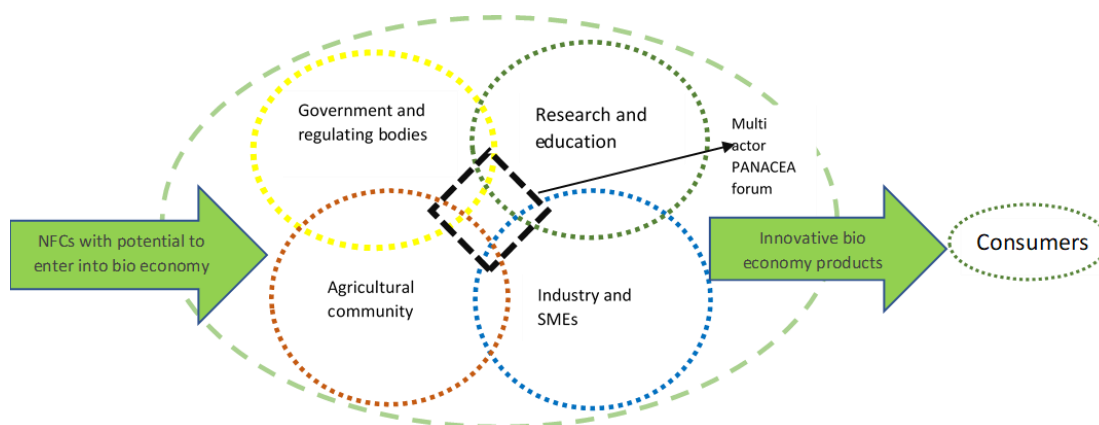 Government and
regulating bodies
Research and
education
Multi
actor
PANACEA
forum
NFCs with potential to
enter into bio economy
Agricultural
community
Industry and
SMEs
Innovative bio
economy products
Consumers